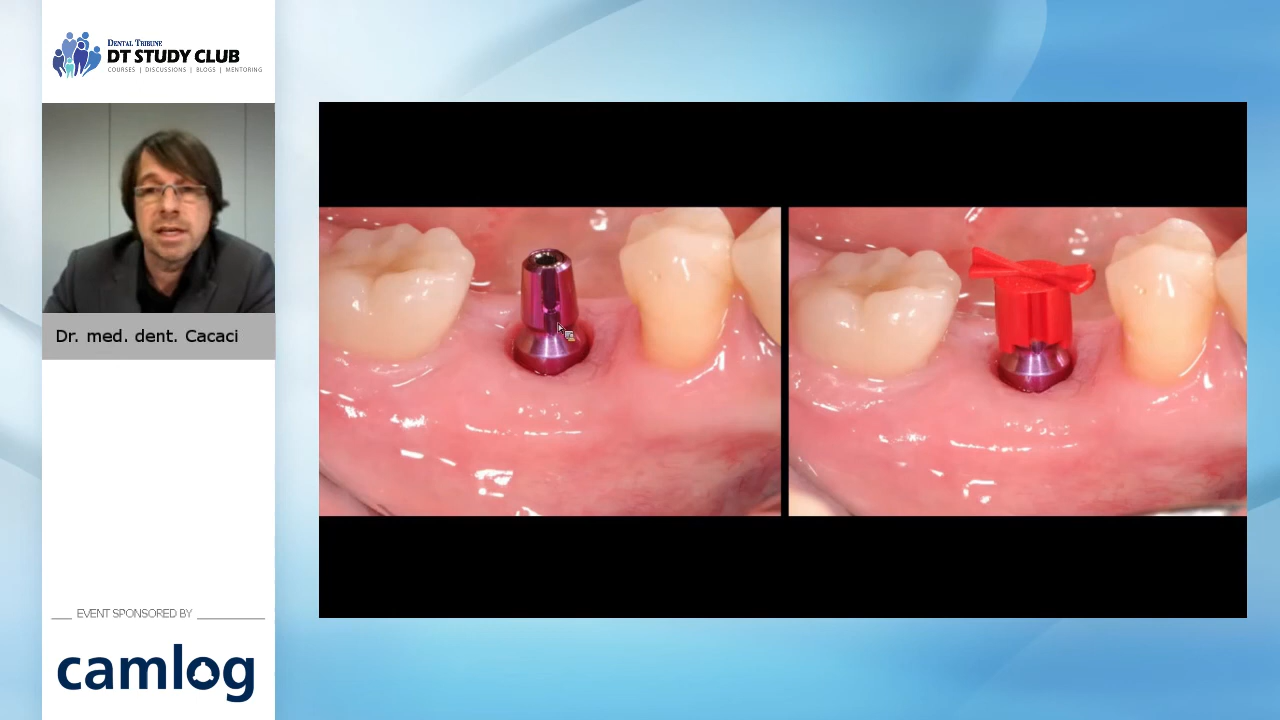 DENTAL TRIBUNE
DT STUDY CLUB
COURSES | DISCUSSIONS | BLOGS | MENTORING
Dr. med. dent. Cacaci
EVENT SPONSORED BY
camlog